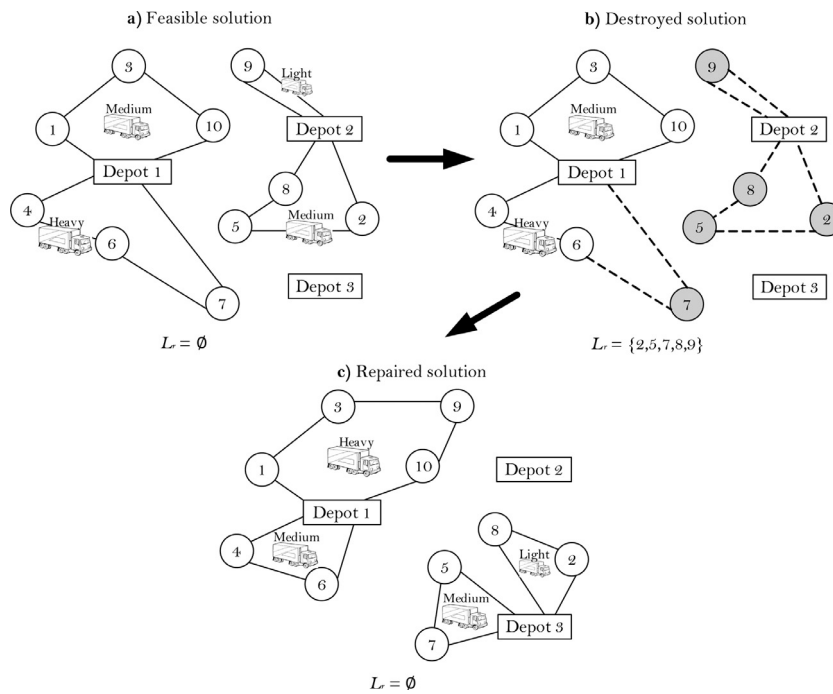 a) Feasible solution
3
9
Light
Medium
1
10
Depot 2
Depot 1
8
4
Heavy
5
Medium
2
6
7
Depot 3
Lr = ∅
b) Destroyed solution
3
9
Medium
1
10
Depot 2
Depot 1
8
4
5
2
Heavy
6
7
Depot 3
Lr = {2,5,7,8,9}
c) Repaired solution
3
9
Heavy
1
10
Depot 2
Depot 1
8
4
Medium
Light
2
6
5
Medium
7
Depot 3
Lr = ∅